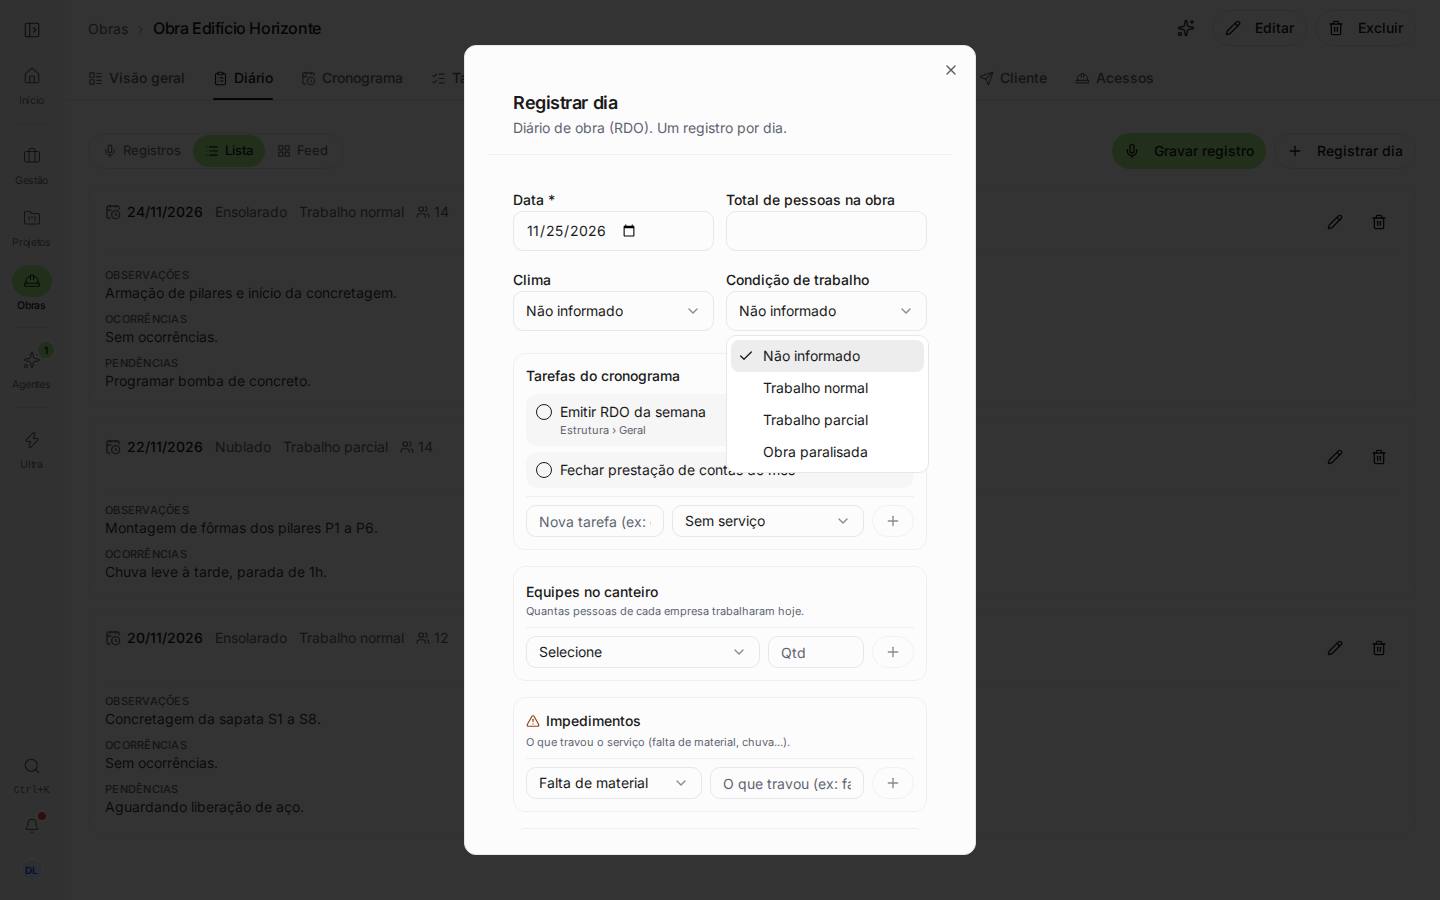 Obras
Obra Edifício Horizonte
Editar
Excluir
Visão geral
Diário
Cronograma
Cliente
Acessos
Início
Gestão
Projetos
Obras
1
Agentes
Ultra
Ctrl+K
DL
Registros
Lista
Feed
Gravar registro
Registrar dia
24/11/2026 Ensolarado Trabalho normal 14
OBSERVAÇÕES
Armação de pilares e início da concretagem.
OCORRÊNCIAS
Sem ocorrências.
PENDÊNCIAS
Programar bomba de concreto.
22/11/2026 Nublado Trabalho parcial 14
OBSERVAÇÕES
Montagem de fôrmas dos pilares P1 a P6.
OCORRÊNCIAS
Chuva leve à tarde, parada de 1h.
20/11/2026 Ensolarado Trabalho normal 12
OBSERVAÇÕES
Concretagem da sapata S1 a S8.
OCORRÊNCIAS
Sem ocorrências.
PENDÊNCIAS
Aguardando liberação de aço.
Registrar dia
Diário de obra (RDO). Um registro por dia.
Data *
Total de pessoas na obra
11/25/2026
Clima
Condição de trabalho
Não informado
Não informado
Não informado
Trabalho normal
Trabalho parcial
Obra paralisada
Tarefas do cronograma
Emitir RDO da semana
Estrutura › Geral
Fechar prestação de contas do mês
Nova tarefa (ex:
Sem serviço
Equipes no canteiro
Quantas pessoas de cada empresa trabalharam hoje.
Selecione
Qtd
Impedimentos
O que travou o serviço (falta de material, chuva...).
Falta de material
O que travou (ex: fa